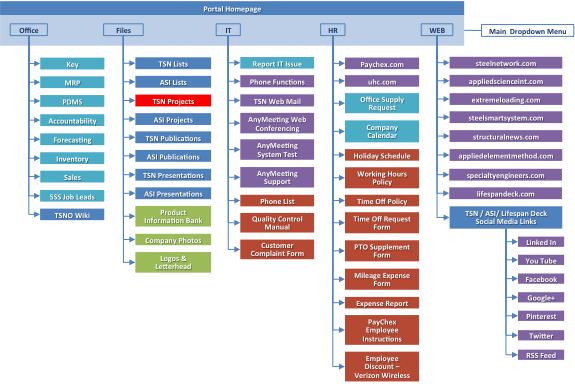 Portal Homepage
Office
Files
IT
HR
WEB
Main Dropdown Menu
Key
MRP
PDMS
Accountability
Forecasting
Inventory
Sales
SSS Job Leads
TSNO Wiki
TSN Lists
ASI Lists
TSN Projects
ASI Projects
TSN Publications
ASI Publications
TSN Presentations
ASI Presentations
Product
Information Bank
Company Photos
Logos &
Letterhead
Report IT Issue
Phone Functions
TSN Web Mail
AnyMeeting Web
Conferencing
AnyMeeting
System Test
AnyMeeting
Support
Phone List
Quality Control
Manual
Customer
Complaint Form
Paychex.com
uhc.com
Office Supply
Request
Company
Calendar
Holiday Schedule
Working Hours
Policy
Time Off Policy
Time Off Request
Form
PTO Supplement
Form
Mileage Expense
Form
Expense Report
PayChex
Employee
Instructions
Employee
Discount –
Verizon Wireless
steelnetwork.com
appliedscienceint.com
extremeloading.com
steelsmartsystem.com
structuralnews.com
appliedelementmethod.com
specialtyengineers.com
lifespandeck.com
TSN / ASI/ Lifespan Deck
Social Media Links
Linked In
You Tube
Facebook
Google+
Pinterest
Twitter
RSS Feed